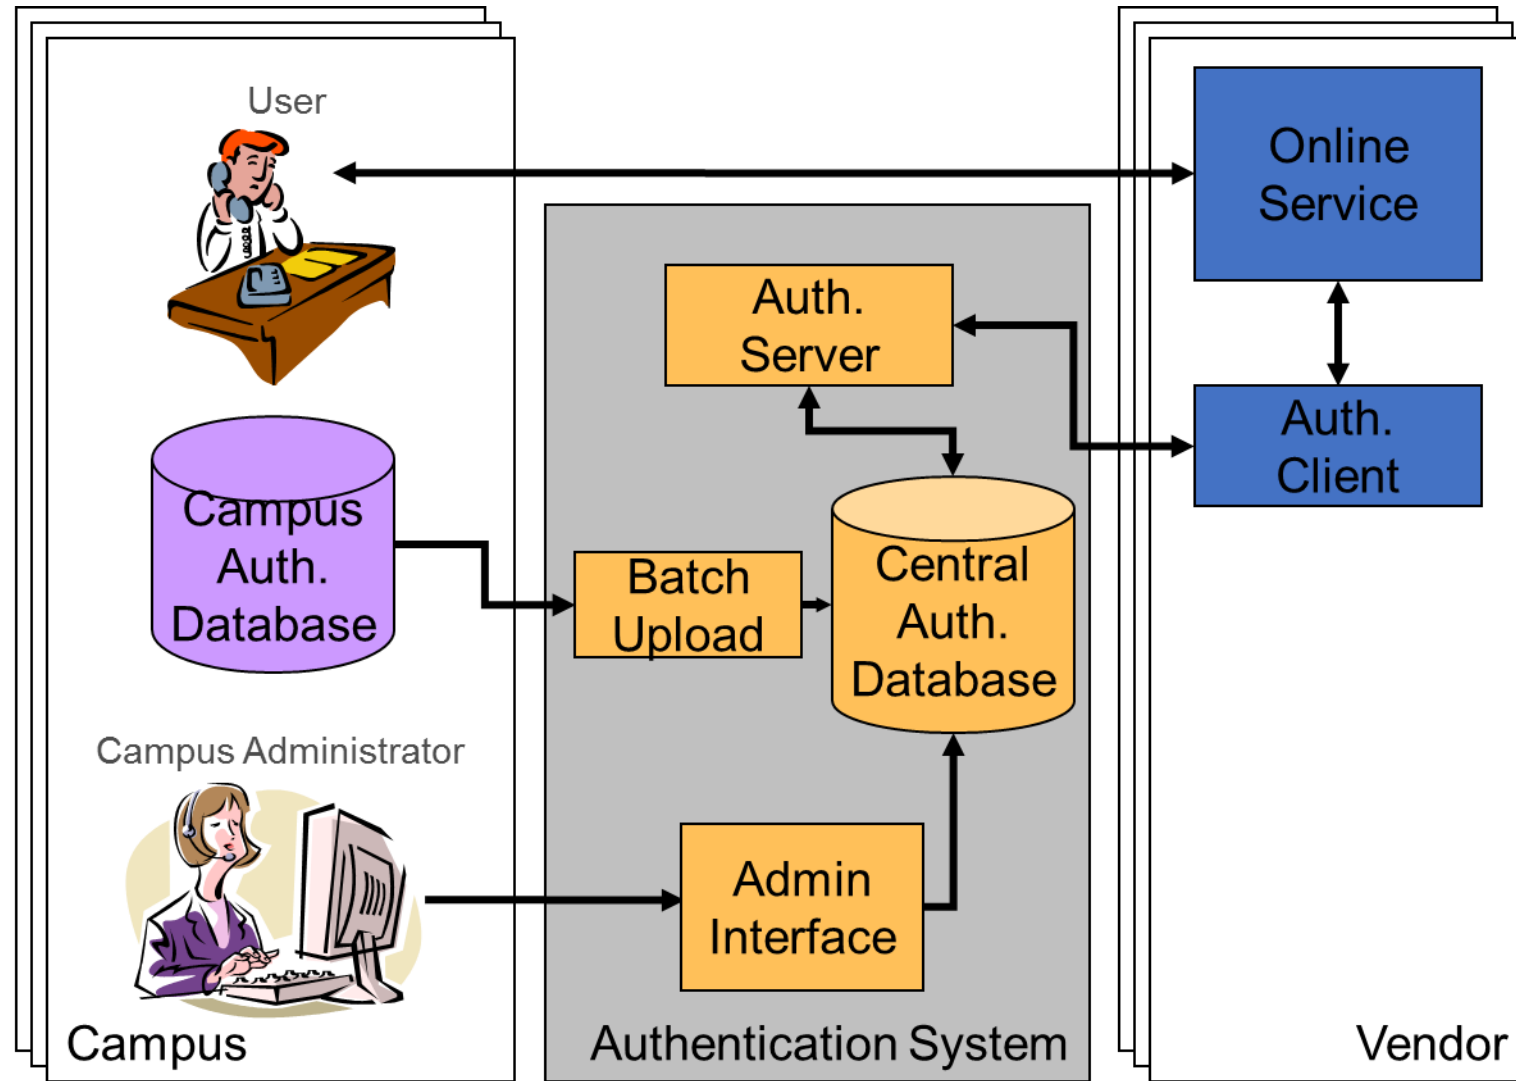 User
Online
Service
Auth.
Server
Auth.
Client
Campus
Auth.
Database
Batch
Upload
Central
Auth.
Database
Campus Administrator
Admin
Interface
Campus
Authentication System
Vendor